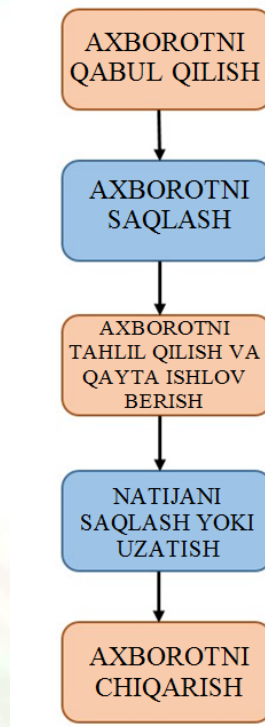 AXBOROTNI
QABUL QILISH
AXBOROTNI
SAQLASH
AXBOROTNI
TAHLIL QILISH VA
QAYTA ISHLOV
BERISH
NATIJANI
SAQLASH YOKI
UZATISH
AXBOROTNI
CHIQARISH